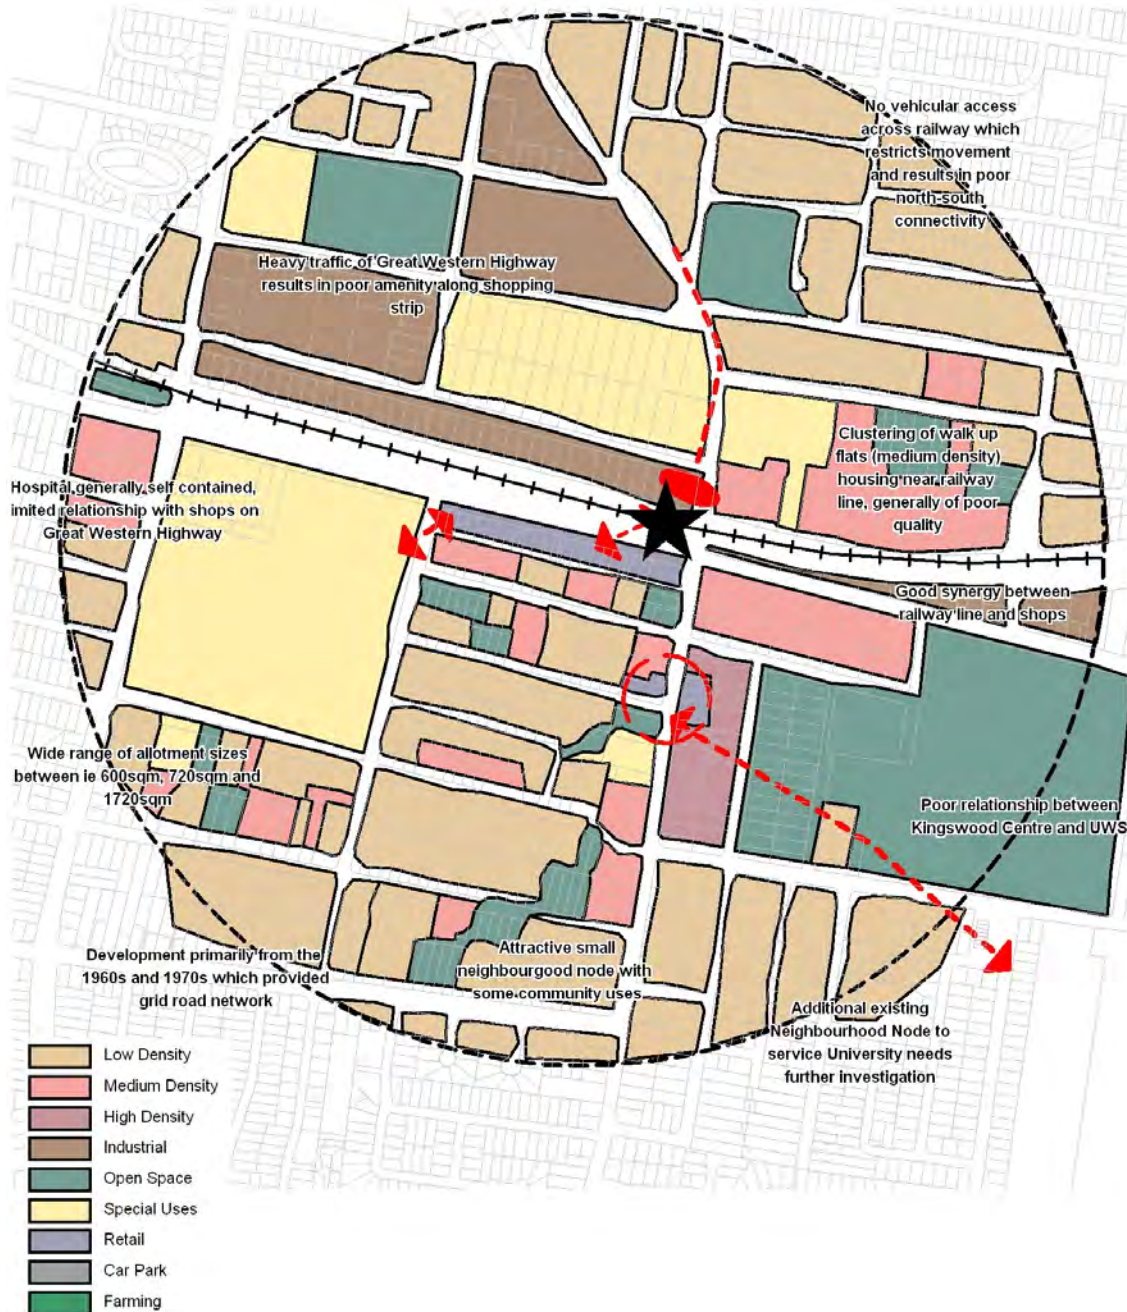 No vehicular access
across railway which
restricts movement
and results in poor
north-south
connectivity
Heavy traffic of Great Western Highway
results in poor amenity along shopping
strip
Clustering of walk up
flats (medium density)
housing near railway
line, generally of poor
quality
Hospital generally self contained,
imited relationship with shops on
Great Western Highway
Good synergy between
railway line and shops
Wide range of allotment sizes
between ie 600sqm, 720sqm and
1720sqm
Poor relationship between
Kingswood Centre and UWS
Development primarily from the
1960s and 1970s which provided
grid road network
Attractive small
neighbourgood node with
some community uses
Additional existing
Neighbourhood Node to
service University needs
further investigation
Low Density
Medium Density
High Density
Industrial
Open Space
Special Uses
Retail
Car Park
Farming